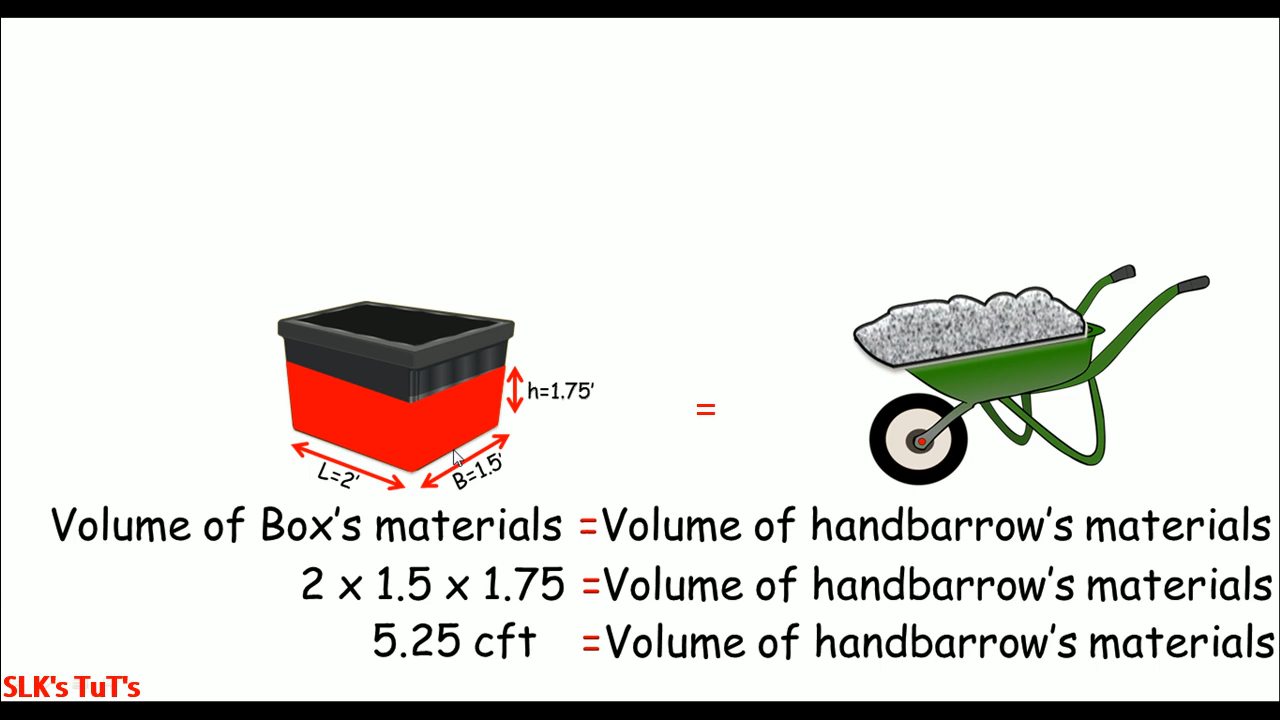 h=1.75'
=
L=2'
B=1.5'
Volume of Box's materials =Volume of handbarrow's materials
2 x 1.5 x 1.75 =Volume of handbarrow's materials
5.25 cft =Volume of handbarrow's materials
SLK's TuT's